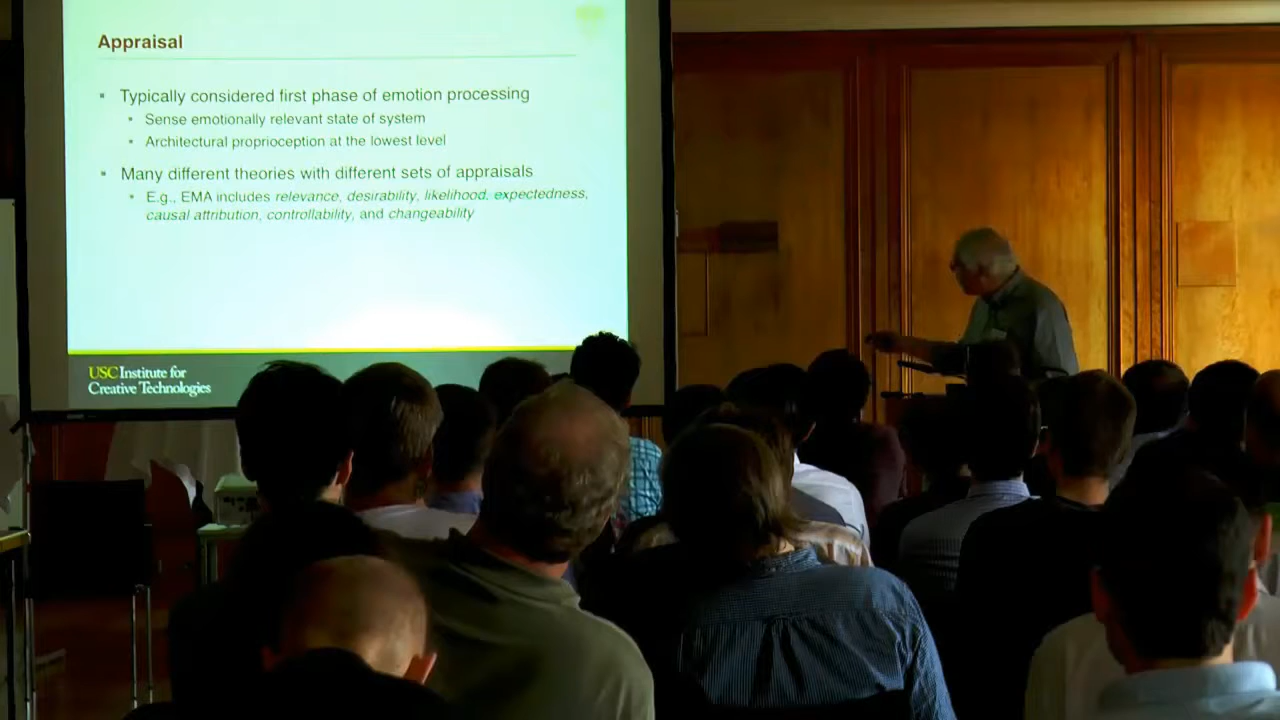 Appraisal
Typically considered first phase of emotion processing
Sense emotionally relevant state of system
Architectural proprioception at the lowest level
Many different theories with different sets of appraisals
E.g., EMA includes relevance, desirability, likelihood, expectedness,
causal attribution, controllability, and changeability
USC Institute for
Creative Technologies